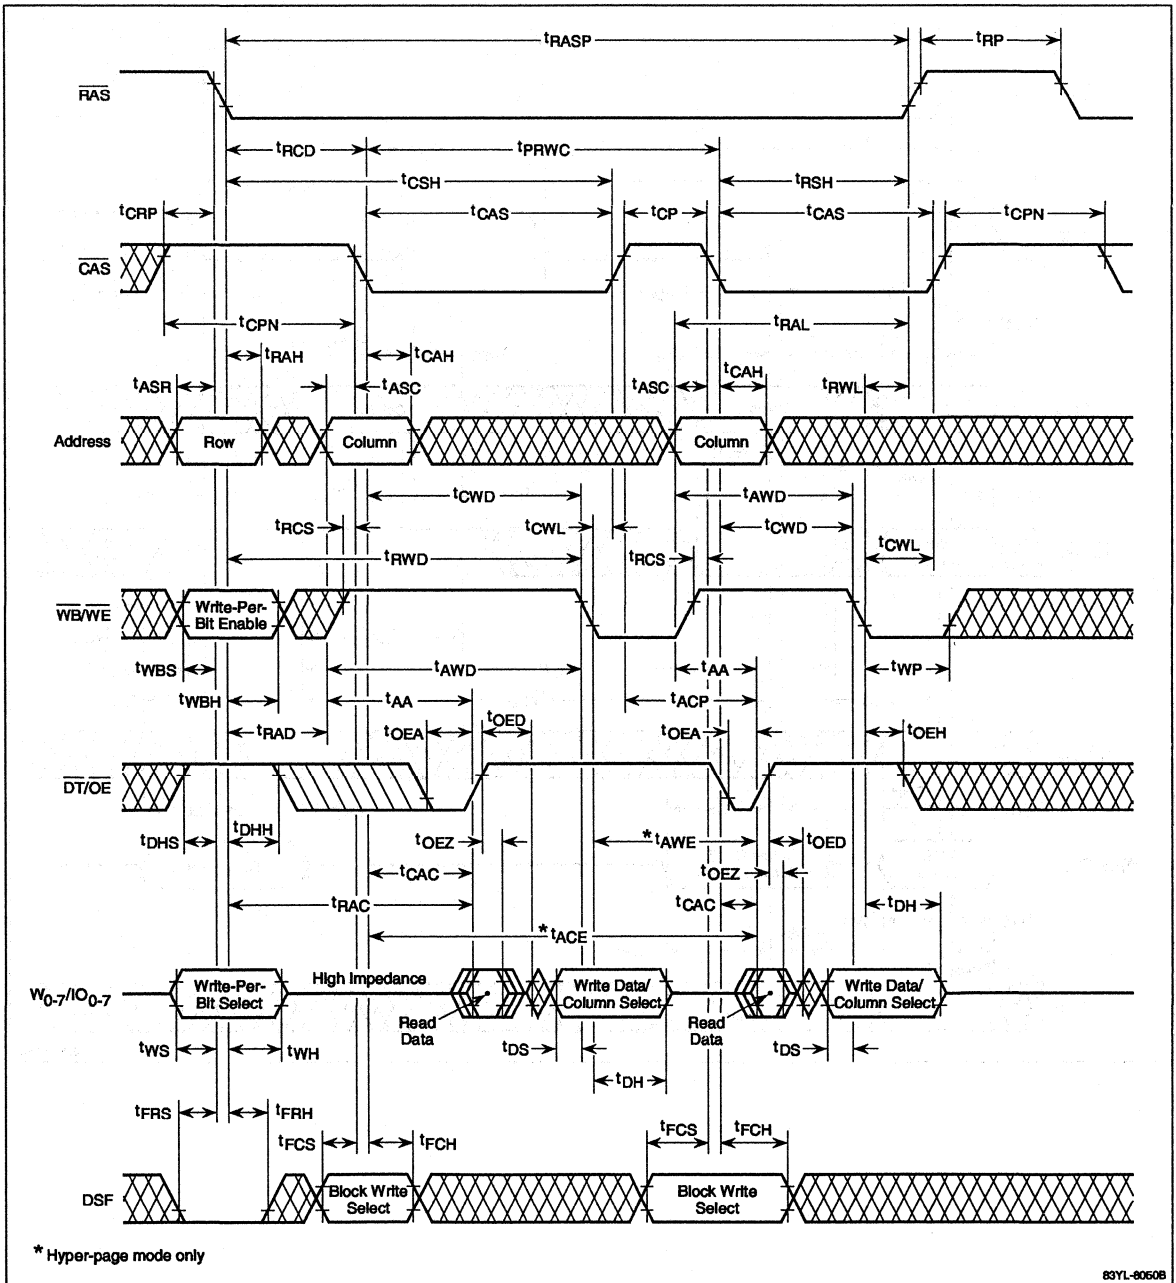 tRASP
tRP
RAS
tRCD
tPRWC
tCSH
tRSH
tCRP
tCAS
tCP
tCAS
tCPN
CAS
tCPN
tRAL
tRAH
tCAH
tASR
tASC
tASC
tCAH
tRWL
Address
Row
Column
Column
tCWD
tAWD
tRCS
tCWL
tCWD
tRWD
tRCS
tCWL
WB/WE
Write-Per-
Bit Enable
tWBS
tAWD
tAA
tWP
tWBH
tAA
tACP
tRAD
tOEA
tOED
tOEA
tOEH
DT/OE
tDHS
tDHH
tOEZ
*tAWE
tOED
tCAC
tOEZ
tRAC
tCAC
tDH
*tACE
W0-7/IO0-7
Write-Per-
Bit Select
High Impedance
Read
Data
Write Data/
Column Select
Read
Data
Write Data/
Column Select
tWS
tWH
tDS
tDS
tDH
tFRS
tFRH
tFCS
tFCH
tFCS
tFCH
DSF
Block Write
Select
Block Write
Select
* Hyper-page mode only
83YL-8050B